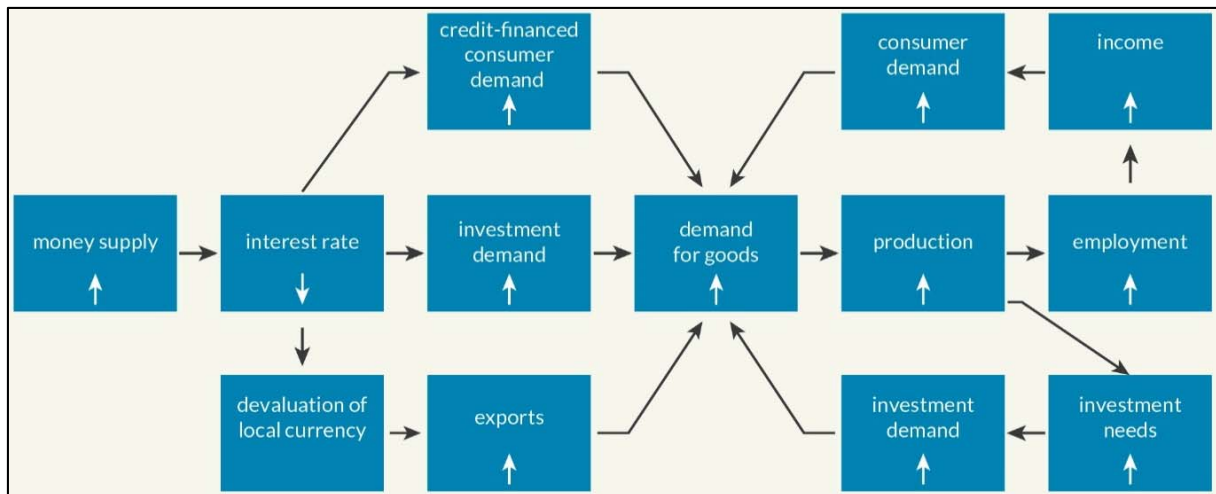 credit-financed
consumer
demand
consumer
demand
income
money supply
interest rate
investment
demand
demand
for goods
production
employment
devaluation of
local currency
exports
investment
demand
investment
needs